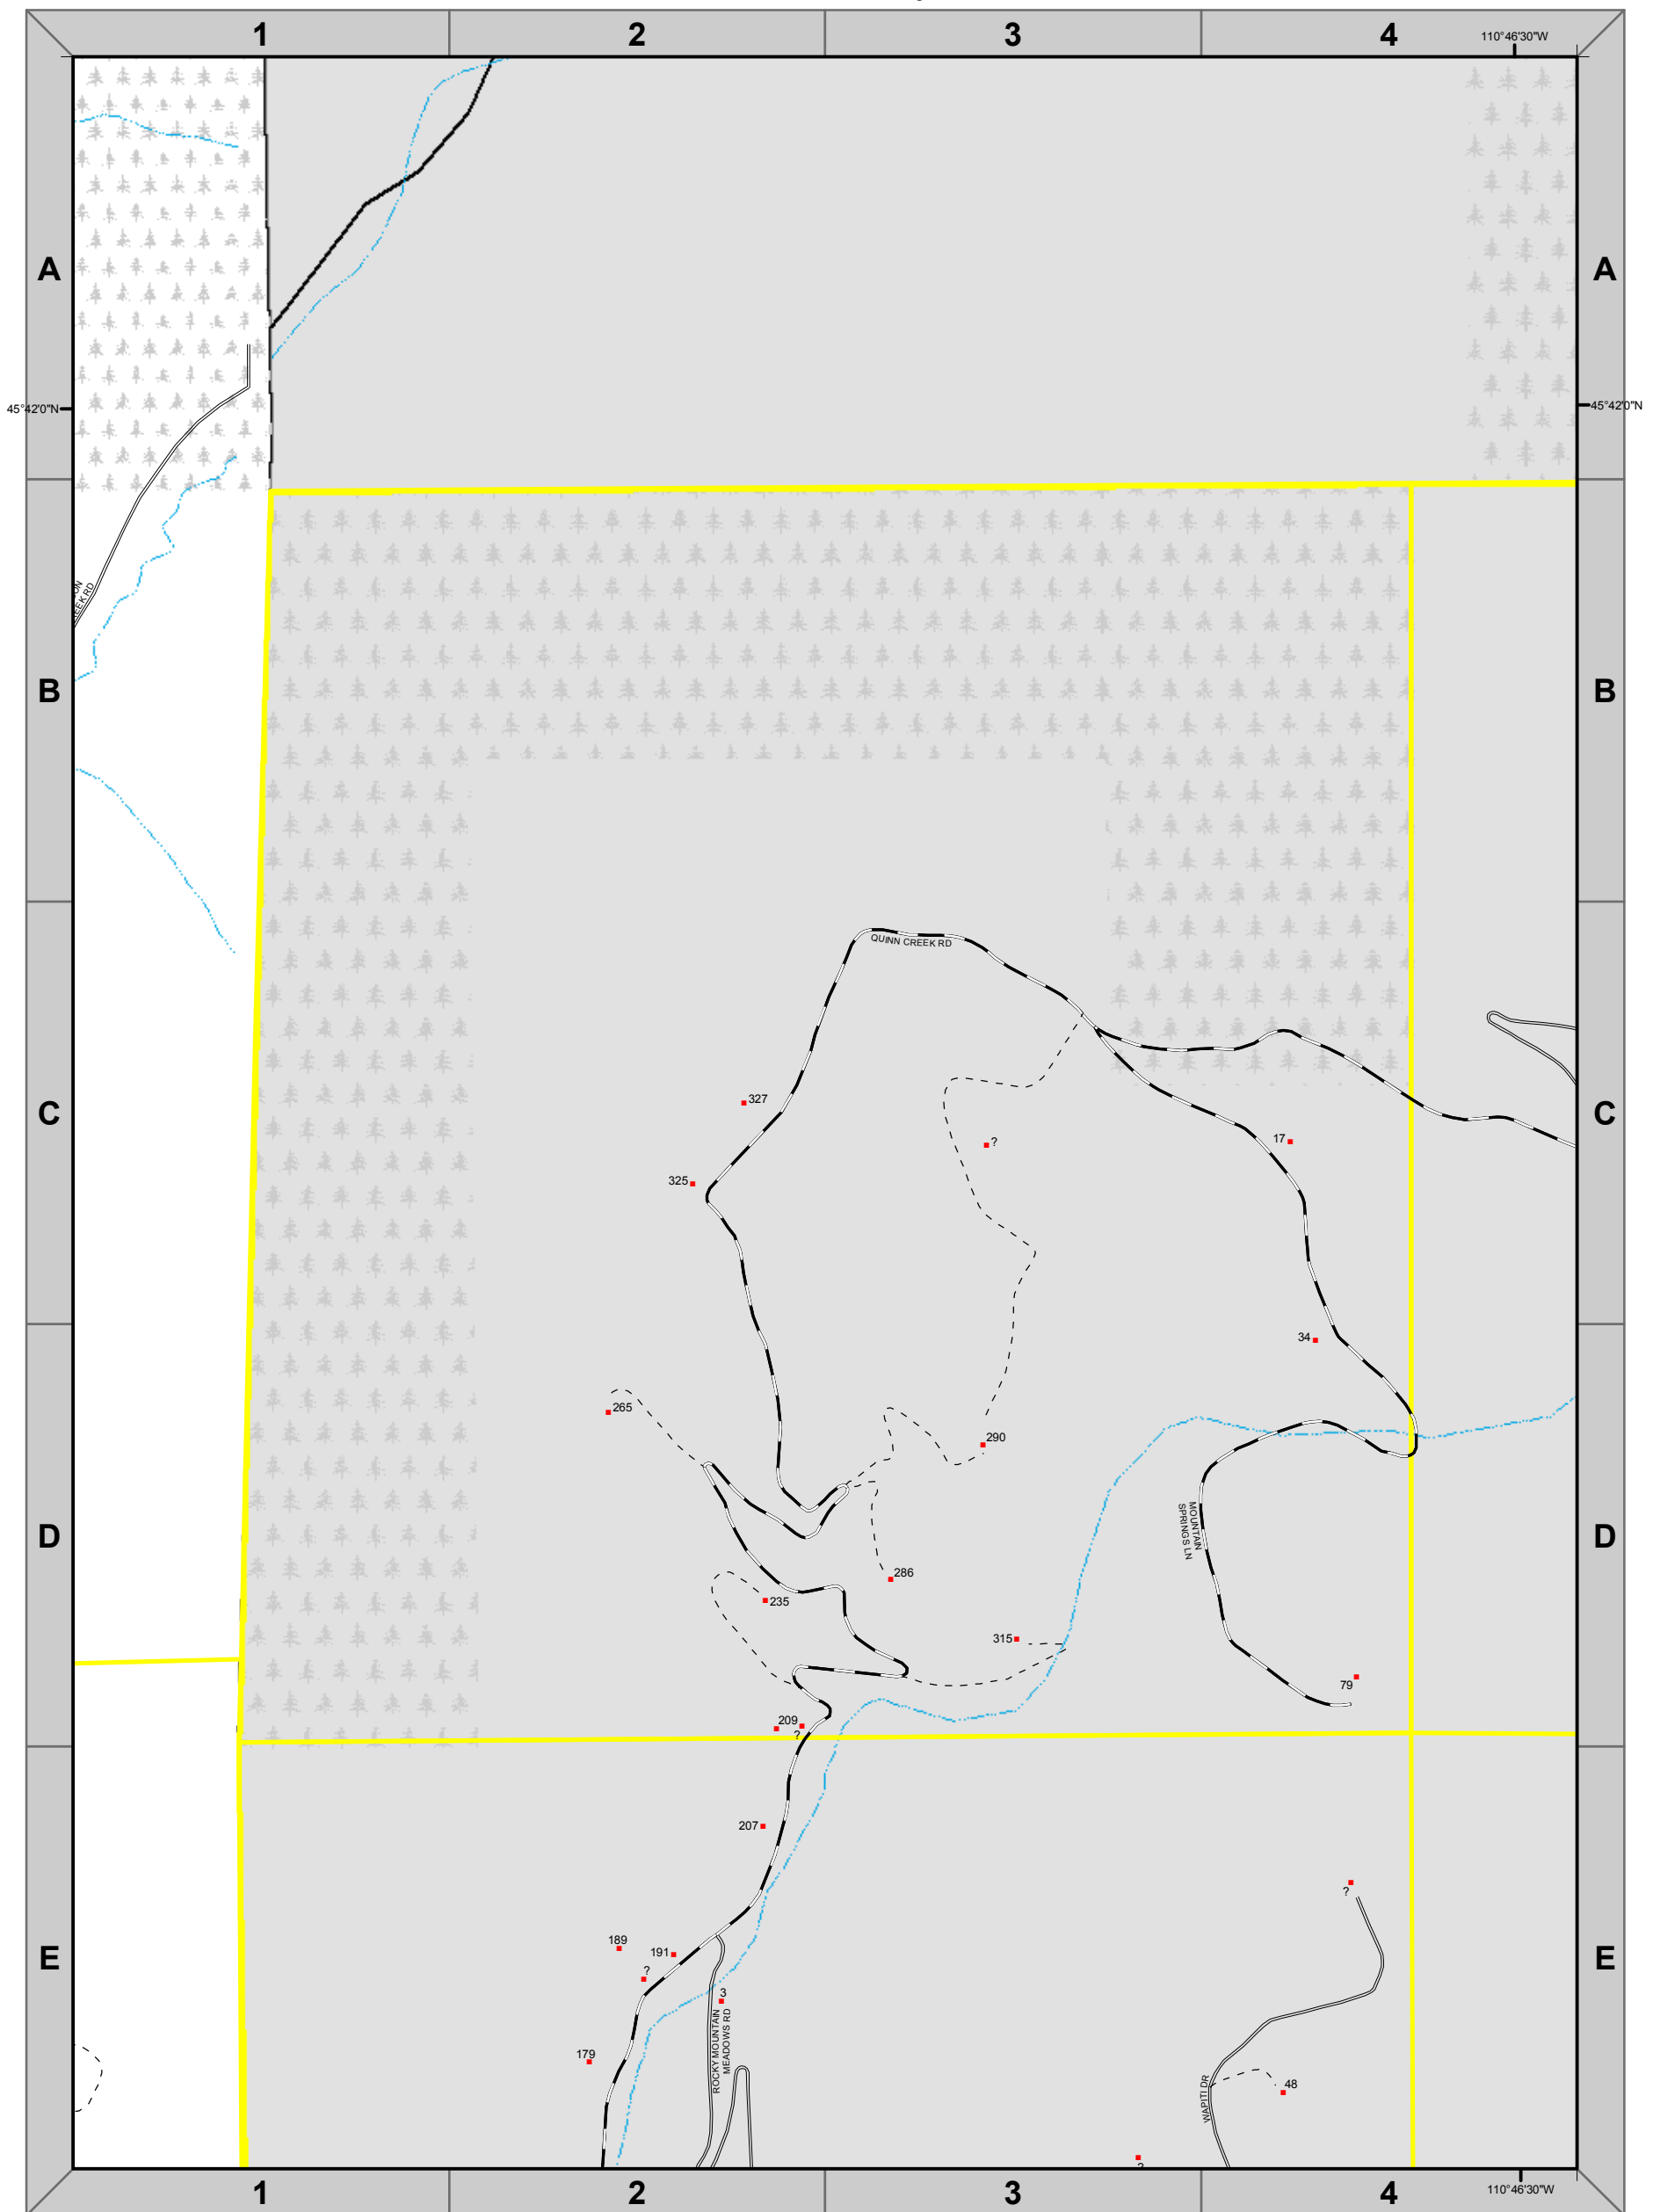 1 2 3 4
110°46'30"W
A A
45°42'0"N 45°42'0"N
EEK RD
B B
QUINN CREEK RD
C C
327
?
17
325
34
265
290
MOUNTAIN
SPRINGS LN
D D
286
235
315
79
209
?
207
?
189
191
E E
?
3
ROCKY MOUNTAIN
MEADOWS RD
179
48
WAPITI DR
?
1 2 3 4
110°46'30"W